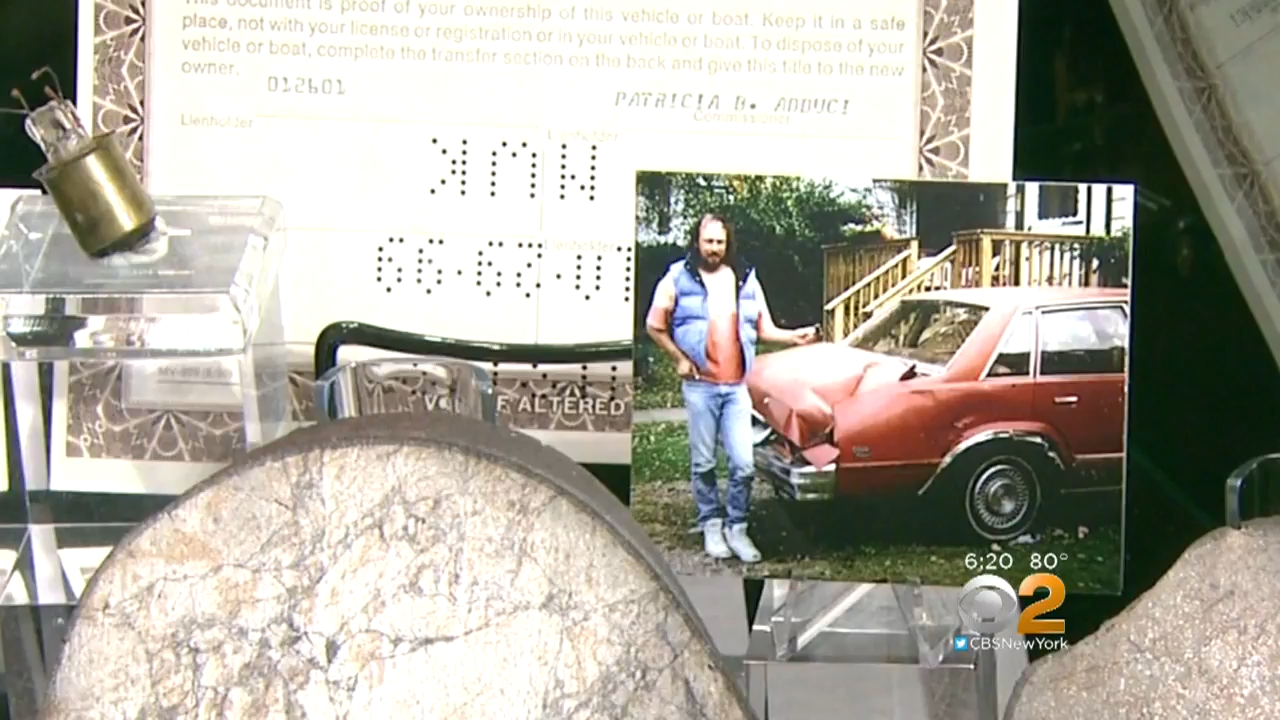 This document is proof of your ownership of this vehicle or boat. Keep it in a safe
place, not with your license or registration or in your vehicle or boat. To dispose of your
vehicle or boat, complete the transfer section on the back and give this title to the new
owner.
012601
PATRICIA B. ADDUCI
Commissioner
Lienholder
Lienholder
Lienholder
ALTERED
6:20 80°
2
CBSNewYork